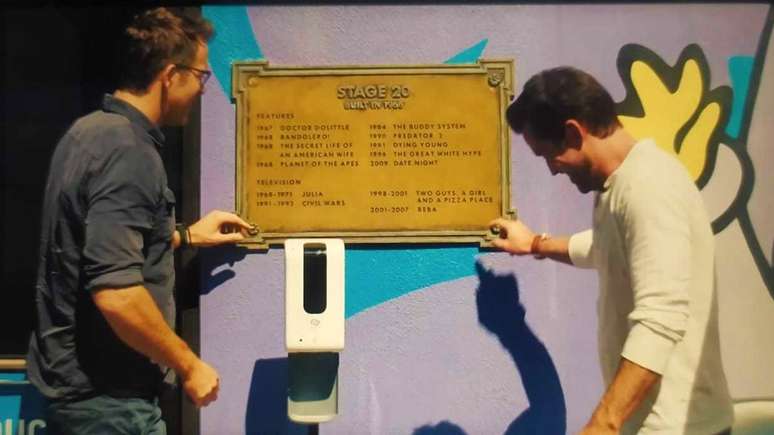 STAGE 20
BUILT IN 1966
FEATURES
1967 DOCTOR DOLITTLE
1968 BANDOLERO!
1968 THE SECRET LIFE OF
AN AMERICAN WIFE
1968 PLANET OF THE APES
1984 THE BUDDY SYSTEM
1990 PREDATOR 2
1991 DYING YOUNG
1996 THE GREAT WHITE HYPE
2009 DATE NIGHT
TELEVISION
1968-1971 JULIA
1991-1992 CIVIL WARS
1998-2001 TWO GUYS, A GIRL
AND A PIZZA PLACE
2001-2007 REBA